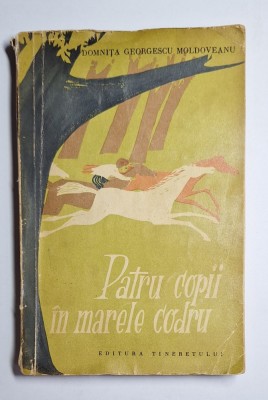 DOMNIȚA GEORGESCU MOLDOVEANU
Patru copii
în marele codru
EDITURA TINERETULUI